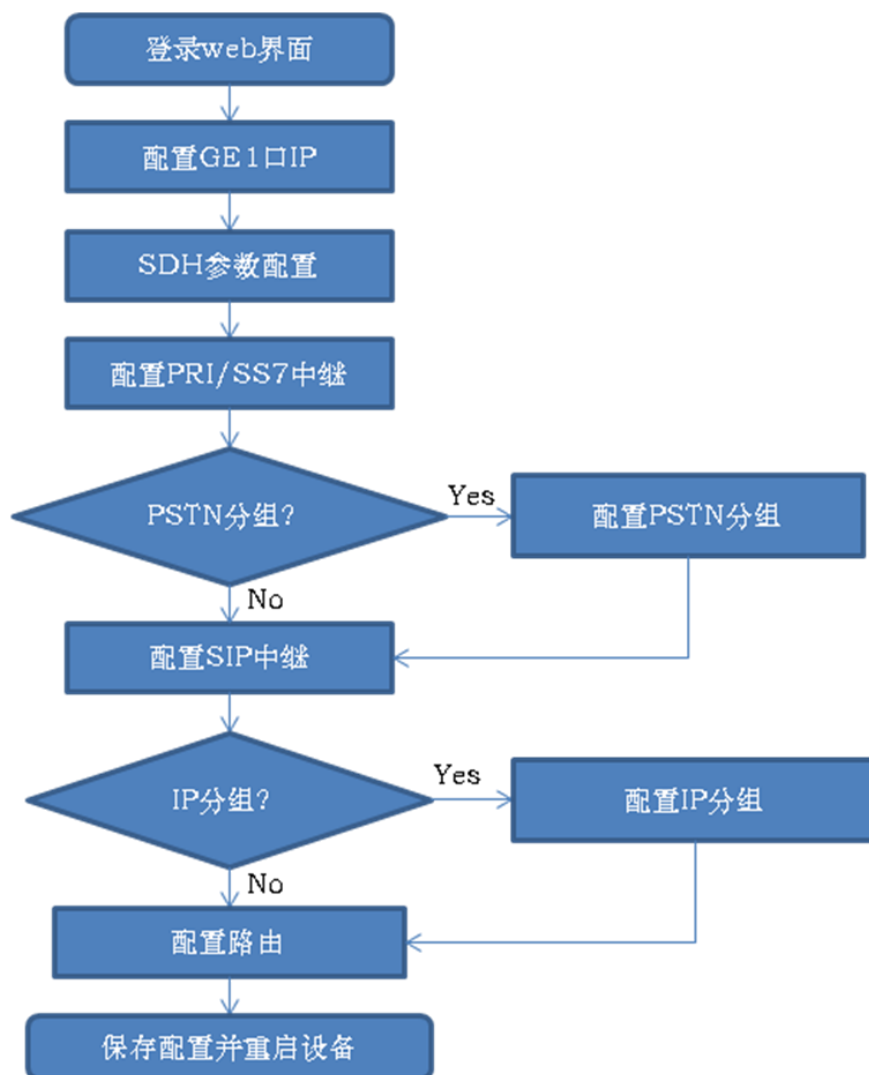 登录web界面
配置GE1口IP
SDH参数配置
配置PRI/SS7中继
PSTN分组?
Yes
配置PSTN分组
No
配置SIP中继
IP分组?
Yes
配置IP分组
No
配置路由
保存配置并重启设备